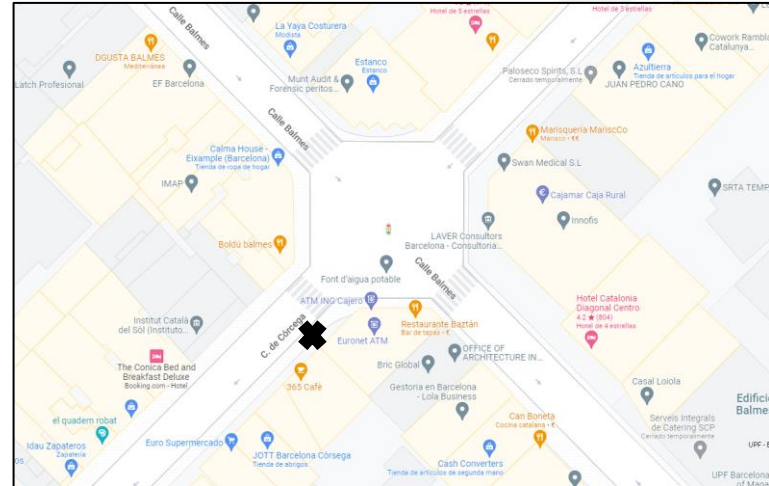 Calle Balmes
La Yaya Costurera
Modista
Hotel de 5 estrellas
Hotel de 3 estrellas
DGUSTA BALMES
Mediterránea
Latch Profesional
EF Barcelona
Munt Audit &
Forensic peritos...
Estanco
Estanco
Cowork Rambla
Catalunya...
Paloseco Spirits, S.L
Cerrado temporalmente
Azultierra
Tienda de artículos para el hogar
JUAN PEDRO CANO
Calle Balmes
Calma House -
Eixample (Barcelona)
Tienda de ropa de hogar
Marisquería MariscCo
Marisco • €€
IMAP
Swan Medical S.L
Cajamar Caja Rural
SRTA TEMP
Innofis
LAVER Consultors
Barcelona - Consultoria...
Boldú balmes
Font d'aigua potable
Calle Balmes
ATM ING Cajero
Institut Català
del Sòl (Instituto...
C. de Córcega
Euronet ATM
Restaurante Baztán
Bar de tapas • €
Hotel Catalonia
Diagonal Centro
4.2 ★ (804)
Hotel de 4 estrellas
The Conica Bed and
Breakfast Deluxe
Booking.com - Hotel
365 Cafè
Bric Global
OFFICE OF
ARCHITECTURE IN...
Gestoria en Barcelona
- Lola Business
Casal Loiola
Edifici
Balmes
el quadern robat
Can Boneta
Cocina catalana • €
Serveis Integrals
de Catering SCP
Cerrado temporalmente
Idau Zapateros
Zapatería
Euro Supermercado
JOTT Barcelona Còrsega
Tienda de abrigos
Cash Converters
Tienda de artículos de segunda mano
UPF Barcelona